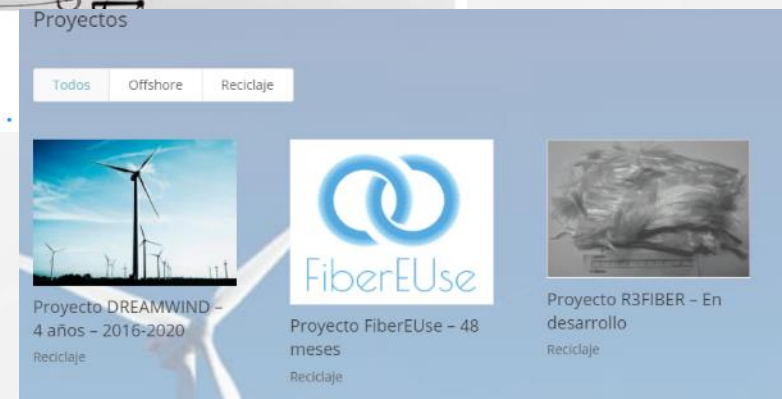 Proyectos
Todos Offshore Reciclaje
FiberEUse
Proyecto DREAMWIND –
4 años – 2016-2020
Reciclaje
Proyecto FiberEUse – 48
meses
Reciclaje
Proyecto R3FIBER – En
desarrollo
Reciclaje